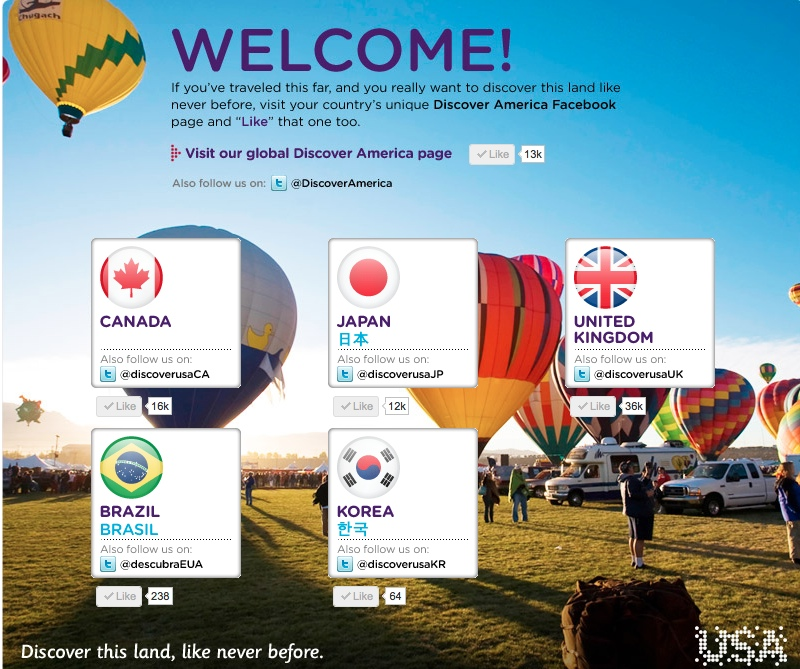 Chugach
WELCOME!
If you've traveled this far, and you really want to discover this land like
never before, visit your country's unique Discover America Facebook
page and “Like” that one too.
Visit our global Discover America page
Like 13k
Also follow us on: @DiscoverAmerica
CANADA
Also follow us on:
@discoverusaCA
Like 16k
JAPAN
日本
Also follow us on:
@discoverusaJP
Like 12k
UNITED
KINGDOM
Also follow us on:
@discoverusaUK
Like 36k
BRAZIL
BRASIL
Also follow us on:
@descubraEUA
Like 238
KOREA
한국
Also follow us on:
@discoverusaKR
Like 64
Discover this land, like never before.
USA